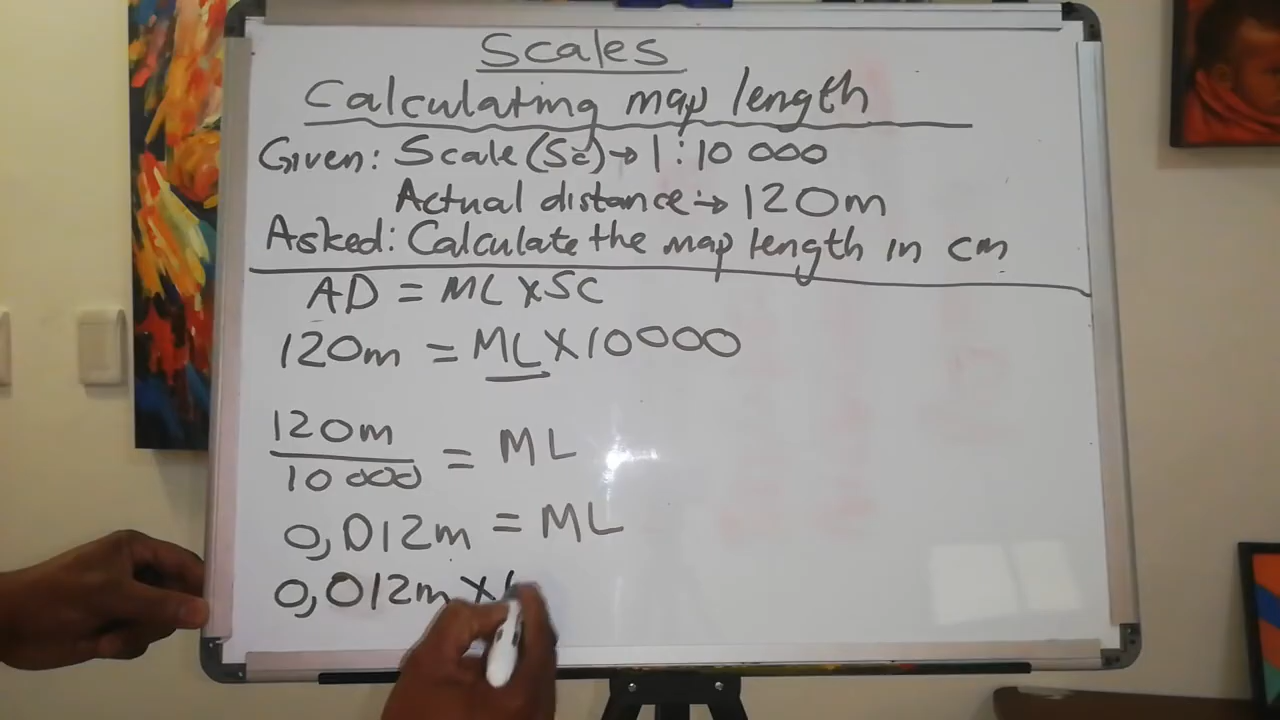 Scales
Calculating map length
Given: Scale (Sc) → 1:10 000
Actual distance :→ 120m
Asked: Calculate the map length in cm
AD = ML X SC
120m = ML X 10000
120m
10 000
= ML
0,012m = ML
0,012m X